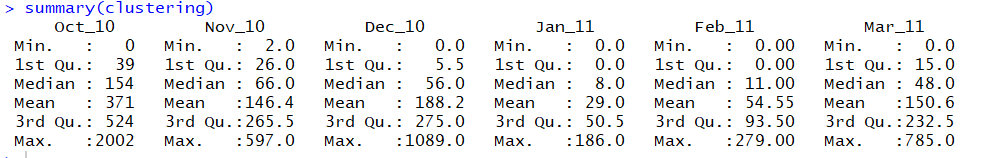 > summary(clustering)
Oct_10 Nov_10 Dec_10 Jan_11 Feb_11 Mar_11
Min. : 0 Min. : 2.0 Min. : 0.0 Min. : 0.0 Min. : 0.00 Min. : 0.0
1st Qu.: 39 1st Qu.: 26.0 1st Qu.: 5.5 1st Qu.: 0.0 1st Qu.: 0.00 1st Qu.: 15.0
Median : 154 Median : 66.0 Median : 56.0 Median : 8.0 Median : 11.00 Median : 48.0
Mean : 371 Mean :146.4 Mean : 188.2 Mean : 29.0 Mean : 54.55 Mean :150.6
3rd Qu.: 524 3rd Qu.:265.5 3rd Qu.: 275.0 3rd Qu.: 50.5 3rd Qu.: 93.50 3rd Qu.:232.5
Max. :2002 Max. :597.0 Max. :1089.0 Max. :186.0 Max. :279.00 Max. :785.0